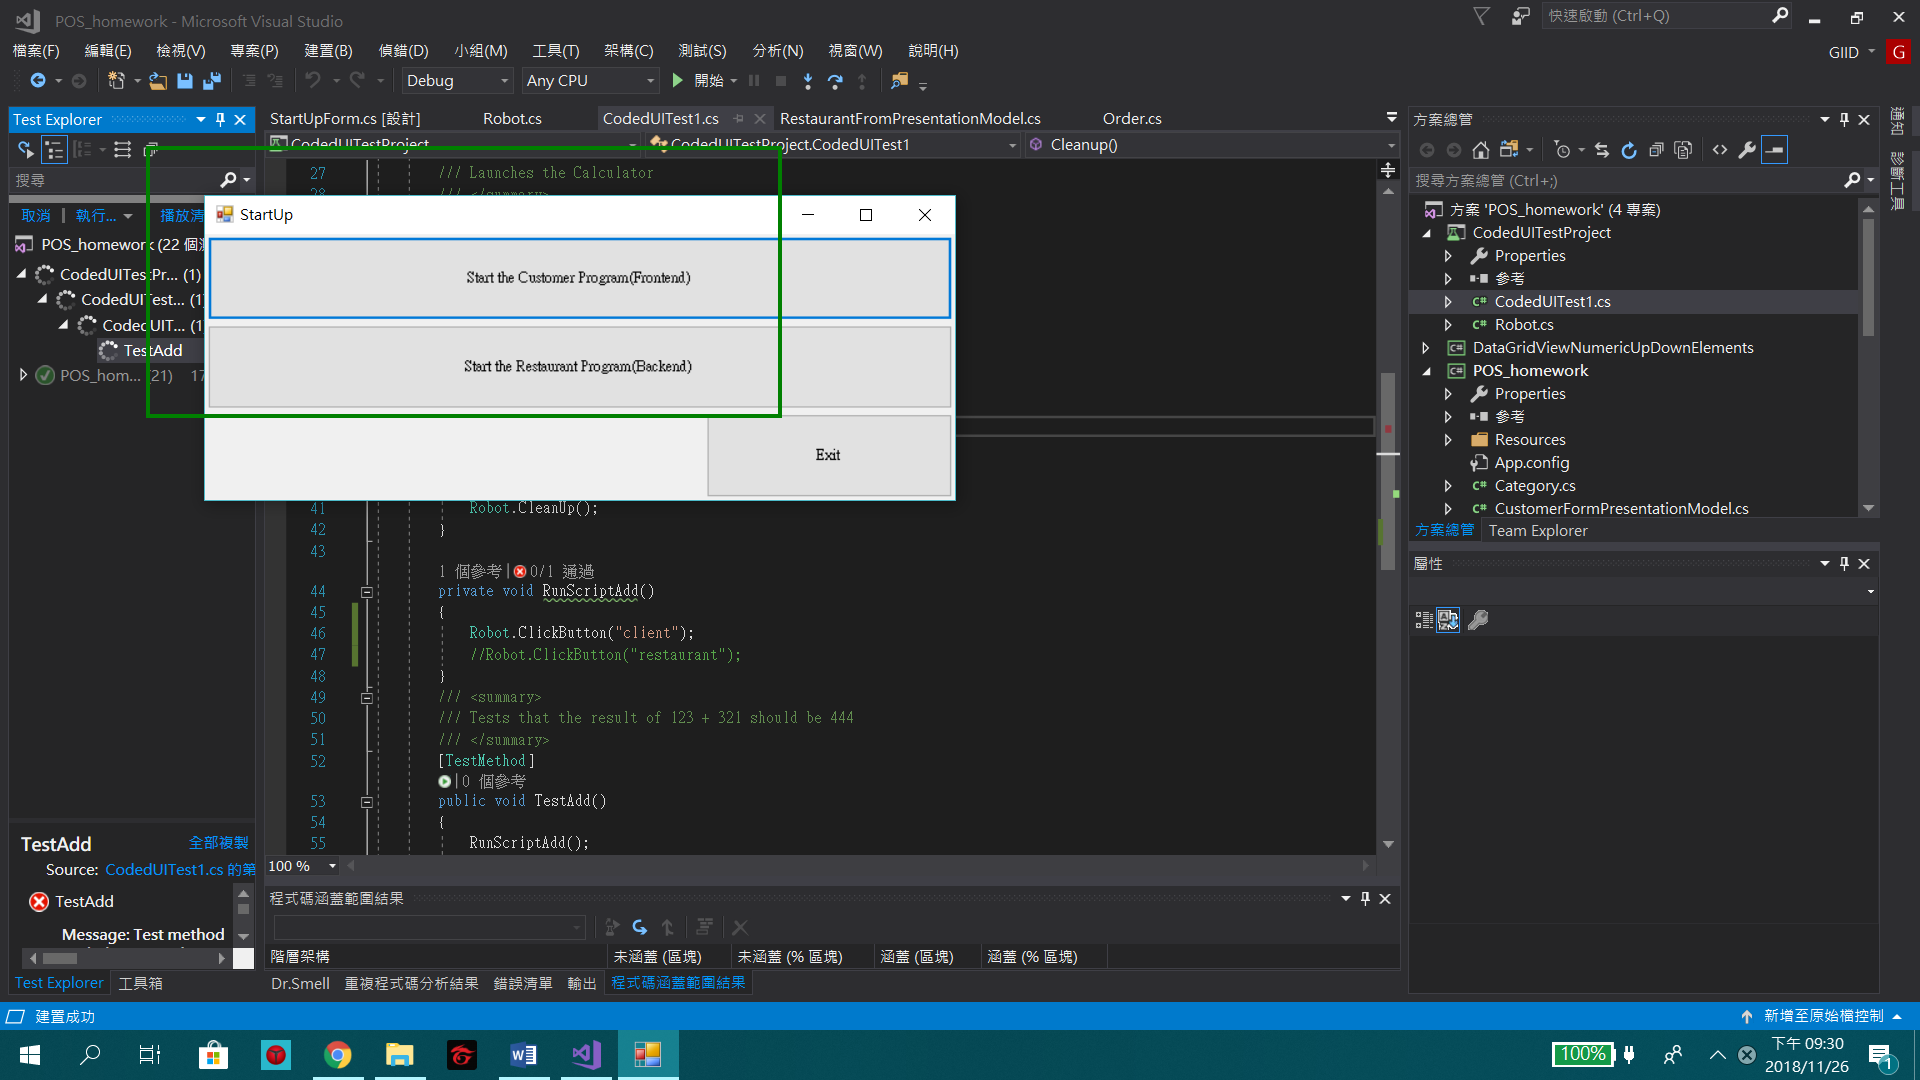 POS_homework - Microsoft Visual Studio
快速啟動 (Ctrl+Q)
檔案(F) 編輯(E) 檢視(V) 專案(P) 建置(B) 偵錯(D) 小組(M) 工具(T) 架構(C) 測試(S) 分析(N) 視窗(W) 說明(H)
GIID G
Debug Any CPU 開始
Test Explorer
StartUpForm.cs [設計] Robot.cs CodedUITest1.cs RestaurantFromPresentationModel.cs Order.cs
方案總管
通知
診斷工具
CodedUITestProject CodedUITestProject.CodedUITest1 Cleanup()
搜尋
搜尋方案總管 (Ctrl+;)
27 /// Launches the Calculator
28 /// </summary>
取消 執行... 播放清
StartUp
Start the Customer Program(Frontend)
Start the Restaurant Program(Backend)
Exit
POS_homework (22 個
CodedUITestPr... (1)
CodedUITest... (1)
CodedUIT... (1
TestAdd
POS_hom... (21) 17
方案 'POS_homework' (4 專案)
CodedUITestProject
Properties
參考
CodedUITest1.cs
Robot.cs
DataGridViewNumericUpDownElements
POS_homework
Properties
參考
Resources
App.config
Category.cs
CustomerFormPresentationModel.cs
方案總管 Team Explorer
屬性
41 Robot.CleanUp();
42 }
43
1 個參考|0/1 通過
44 private void RunScriptAdd()
45 {
46 Robot.ClickButton("client");
47 //Robot.ClickButton("restaurant");
48 }
49 /// <summary>
50 /// Tests that the result of 123 + 321 should be 444
51 /// </summary>
52 [TestMethod]
|0 個參考
53 public void TestAdd()
54 {
55 RunScriptAdd();
100 %
TestAdd 全部複製
Source: CodedUITest1.cs 的第
TestAdd
Message: Test method
Test Explorer 工具箱
程式碼涵蓋範圍結果
階層架構 未涵蓋 (區塊) 未涵蓋 (% 區塊) 涵蓋 (區塊) 涵蓋 (% 區塊)
Dr.Smell 重複程式碼分析結果 錯誤清單 輸出 程式碼涵蓋範圍結果
建置成功
新增至原始檔控制
100%
下午 09:30
2018/11/26
1